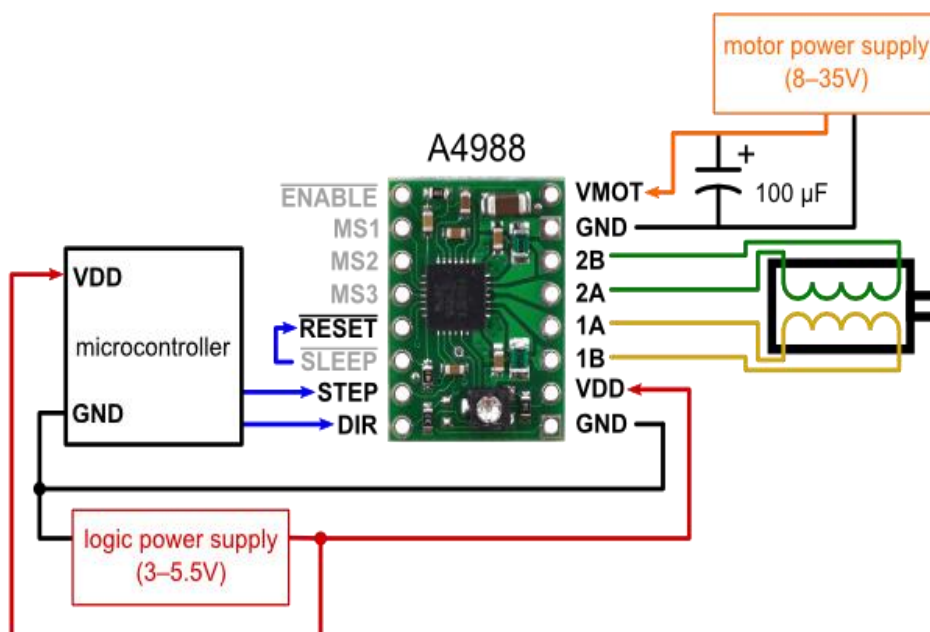 motor power supply
(8–35V)
A4988
+
100 µF
ENABLE
MS1
MS2
MS3
RESET
SLEEP
STEP
DIR
VMOT
GND
2B
2A
1A
1B
VDD
GND
VDD
microcontroller
GND
logic power supply
(3–5.5V)